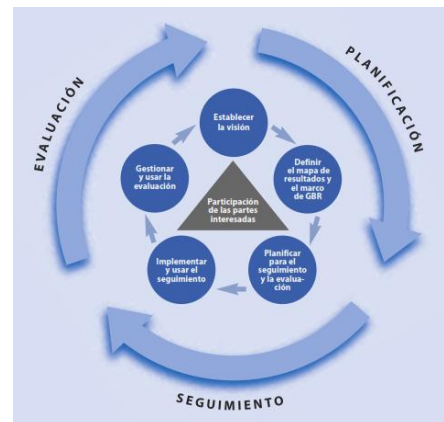 EVALUACIÓN
PLANIFICACIÓN
Establecer
la visión
Definir
el mapa de
resultados y
el marco
de GBR
Planificar
para el
seguimiento
y la evalua-
ción
Implementar
y usar el
seguimiento
Gestionar
y usar la
evaluación
Participación
de las partes
interesadas
SEGUIMIENTO